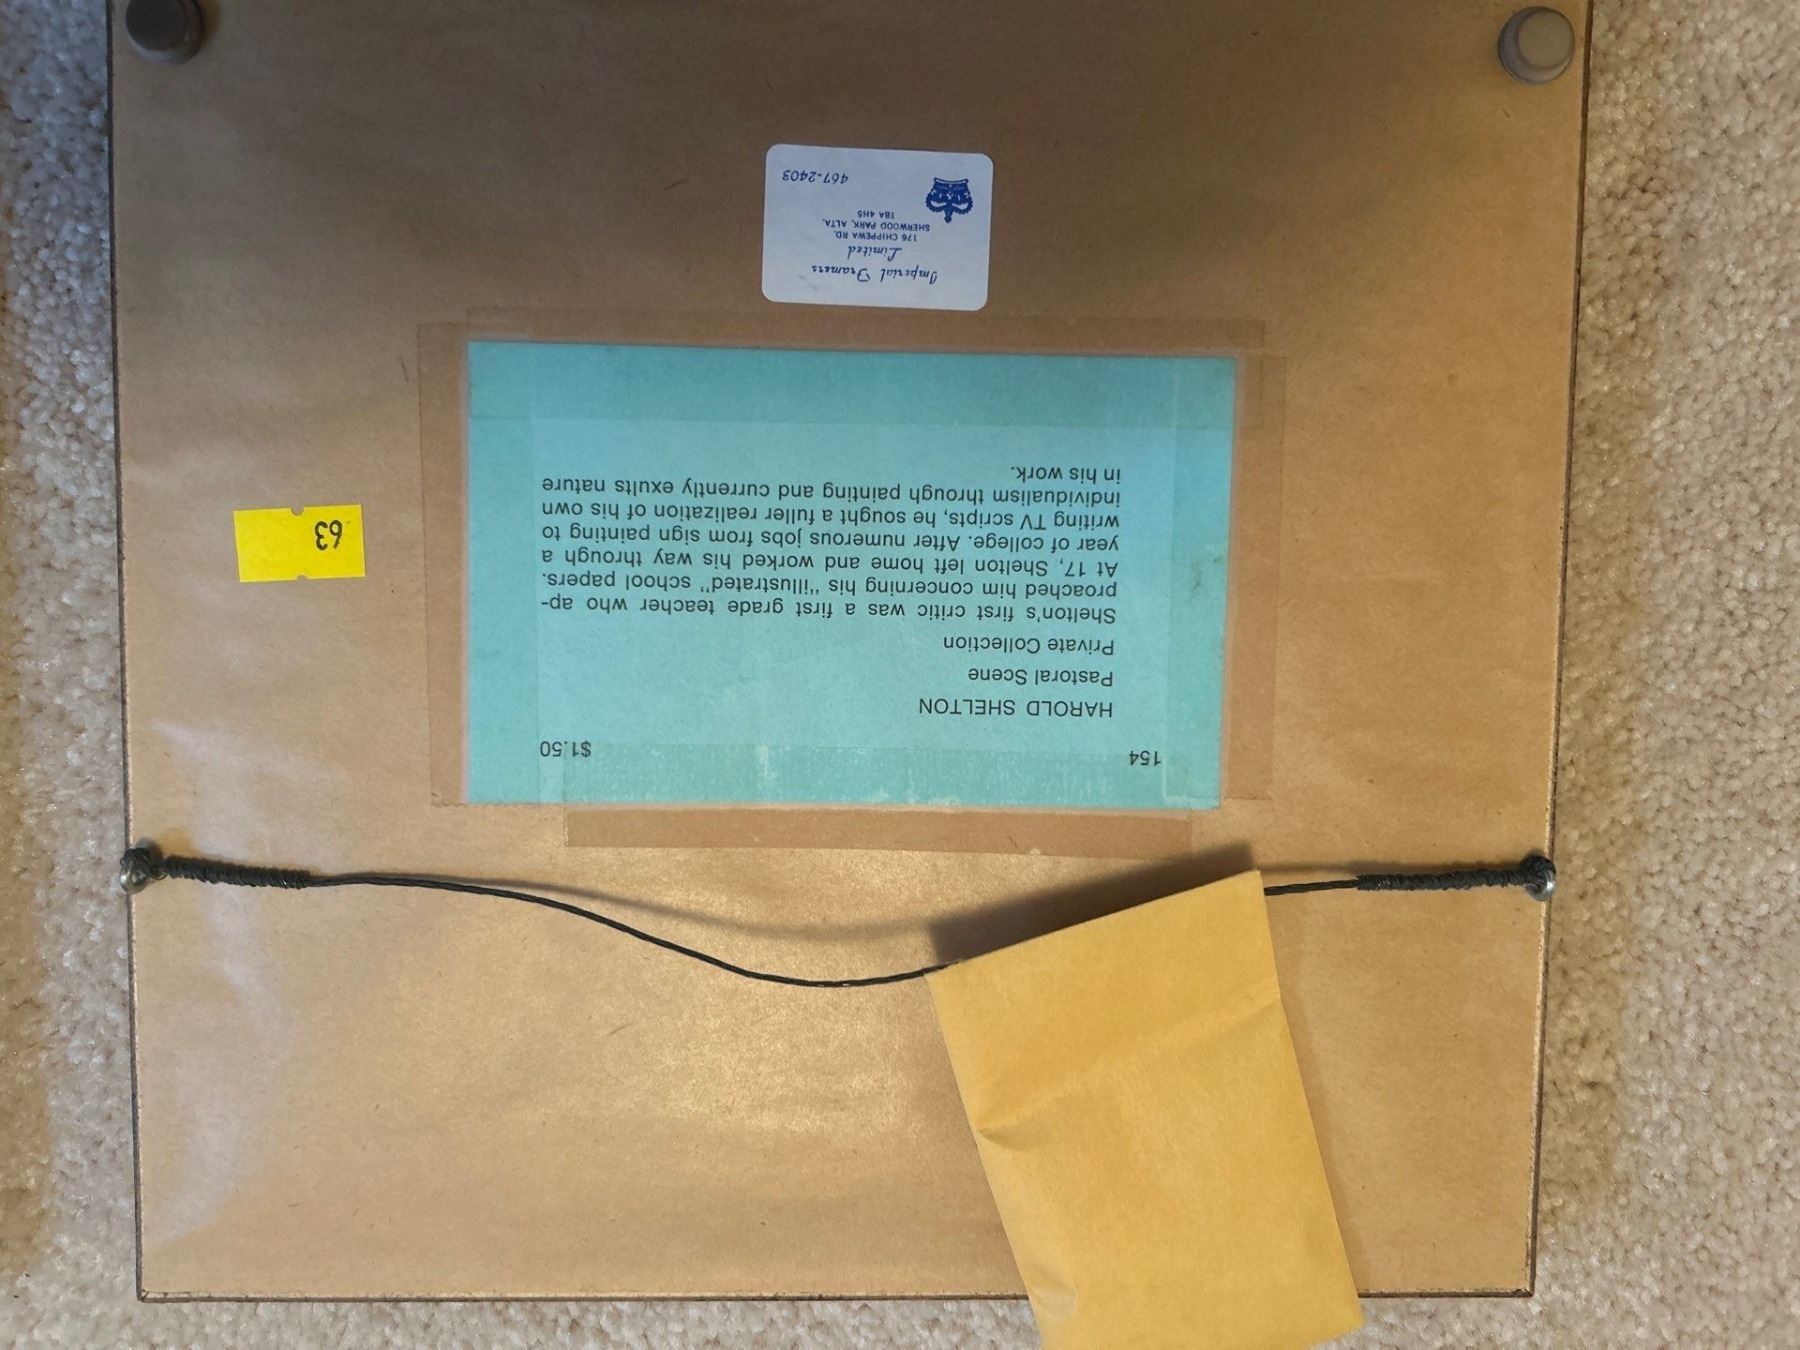 154
$1.50
HAROLD SHELTON
Pastoral Scene
Private Collection
Shelton's first critic was a first grade teacher who ap-
proached him concerning his "illustrated" school papers.
At 17, Shelton left home and worked his way through a
year of college. After numerous jobs from sign painting to
writing TV scripts, he sought a fuller realization of his own
individualism through painting and currently exults nature
in his work.
63
Imperial Framers
Limited
176 CHIPPEWA RD.
SHERWOOD PARK, ALTA.
T8A 4H5
467-2403